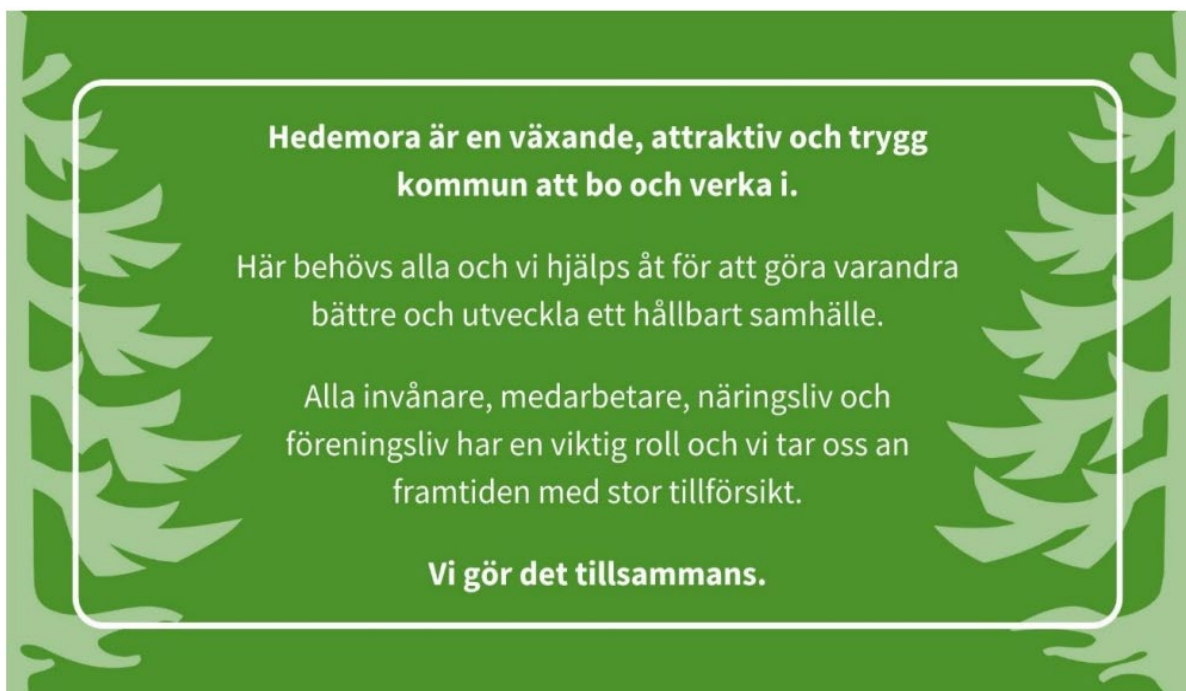 Hedemora är en växande, attraktiv och trygg
kommun att bo och verka i.
Här behövs alla och vi hjälps åt för att göra varandra
bättre och utveckla ett hållbart samhälle.
Alla invånare, medarbetare, näringsliv och
föreningsliv har en viktig roll och vi tar oss an
framtiden med stor tillförsikt.
Vi gör det tillsammans.